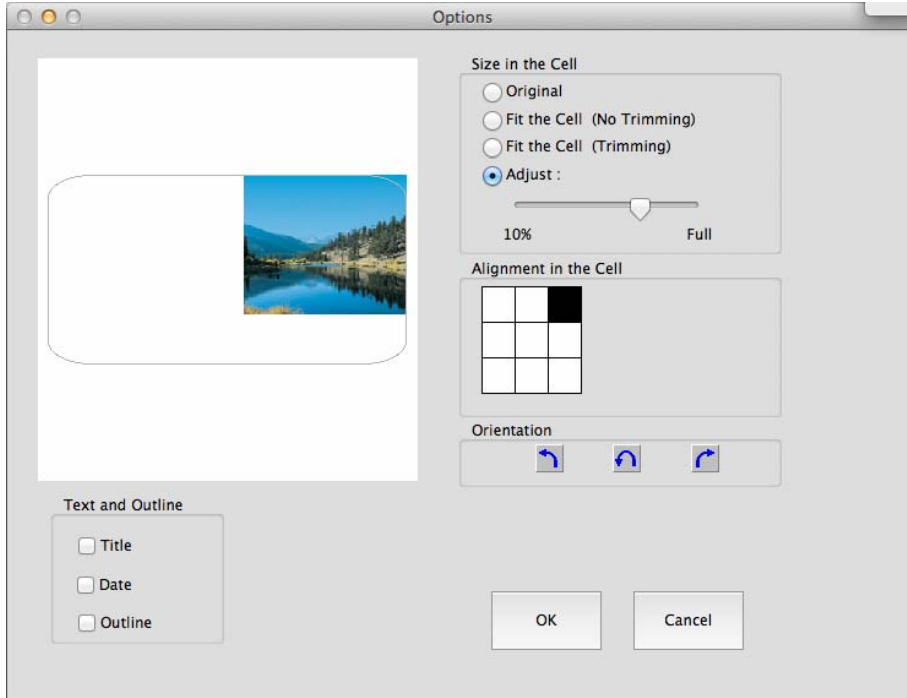 Options
Size in the Cell
Original
Fit the Cell (No Trimming)
Fit the Cell (Trimming)
Adjust :
10% Full
Alignment in the Cell
Orientation
Text and Outline
Title
Date
Outline
OK Cancel